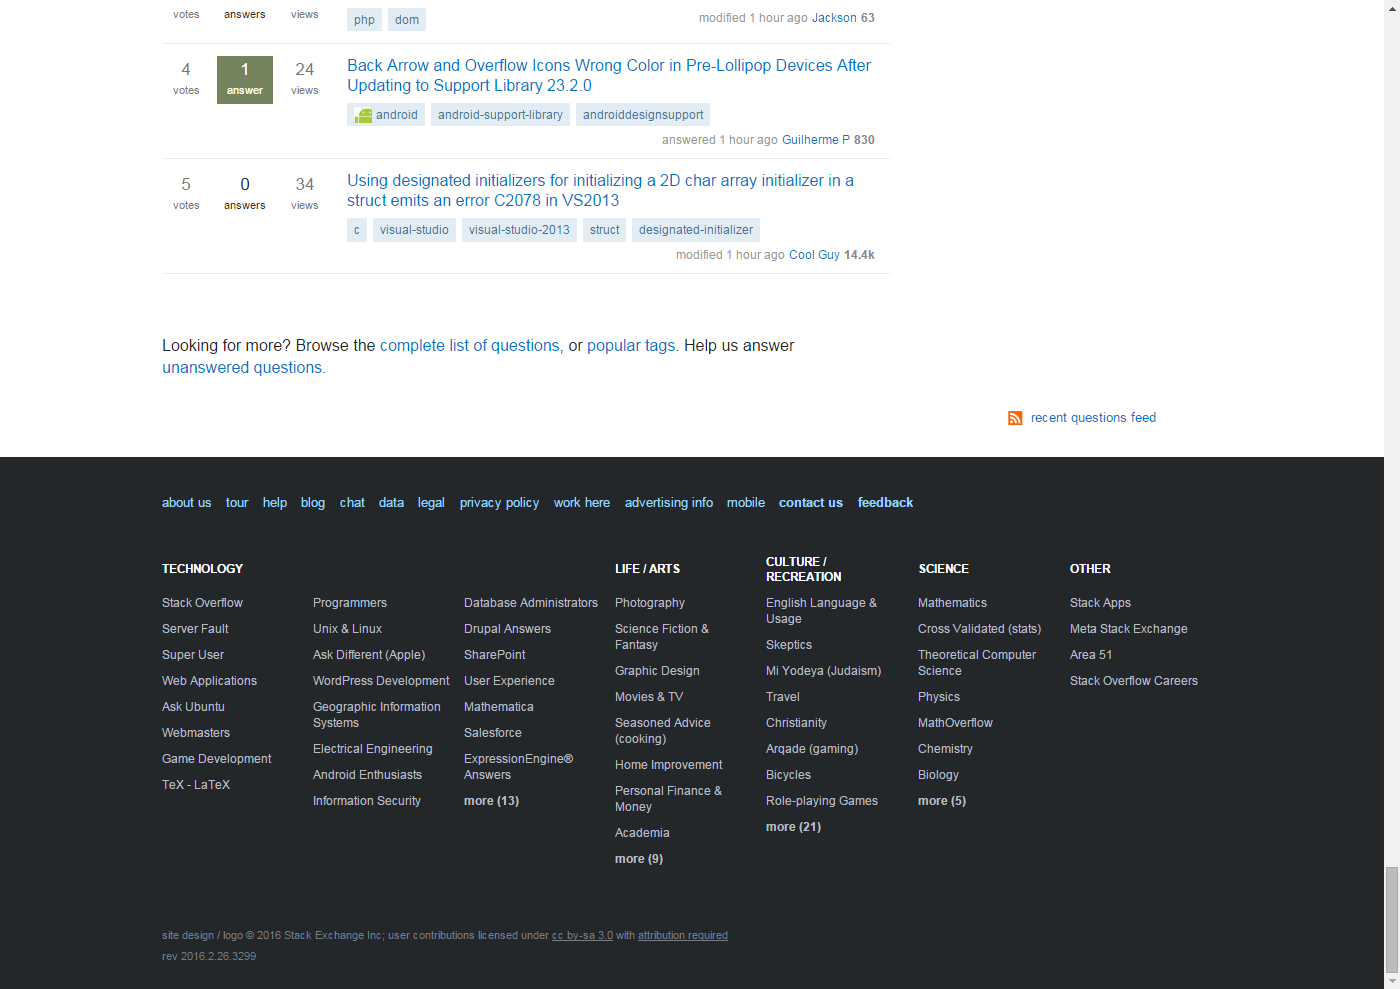 votes answers views
php dom
modified 1 hour ago Jackson 63
4 1 24
votes answer views
Back Arrow and Overflow Icons Wrong Color in Pre-Lollipop Devices After
Updating to Support Library 23.2.0
android android-support-library androiddesignsupport
answered 1 hour ago Guilherme P 830
5 0 34
votes answers views
Using designated initializers for initializing a 2D char array initializer in a
struct emits an error C2078 in VS2013
c visual-studio visual-studio-2013 struct designated-initializer
modified 1 hour ago Cool Guy 14.4k
Looking for more? Browse the complete list of questions, or popular tags. Help us answer
unanswered questions.
recent questions feed
about us tour help blog chat data legal privacy policy work here advertising info mobile contact us feedback
TECHNOLOGY
Stack Overflow
Server Fault
Super User
Web Applications
Ask Ubuntu
Webmasters
Game Development
TeX - LaTeX
Programmers
Unix & Linux
Ask Different (Apple)
WordPress Development
Geographic Information
Systems
Electrical Engineering
Android Enthusiasts
Information Security
Database Administrators
Drupal Answers
SharePoint
User Experience
Mathematica
Salesforce
ExpressionEngine®
Answers
more (13)
LIFE / ARTS
Photography
Science Fiction &
Fantasy
Graphic Design
Movies & TV
Seasoned Advice
(cooking)
Home Improvement
Personal Finance &
Money
Academia
more (9)
CULTURE /
RECREATION
English Language &
Usage
Skeptics
Mi Yodeya (Judaism)
Travel
Christianity
Arqade (gaming)
Bicycles
Role-playing Games
more (21)
SCIENCE
Mathematics
Cross Validated (stats)
Theoretical Computer
Science
Physics
MathOverflow
Chemistry
Biology
more (5)
OTHER
Stack Apps
Meta Stack Exchange
Area 51
Stack Overflow Careers
site design / logo © 2016 Stack Exchange Inc; user contributions licensed under cc by-sa 3.0 with attribution required
rev 2016.2.26.3299